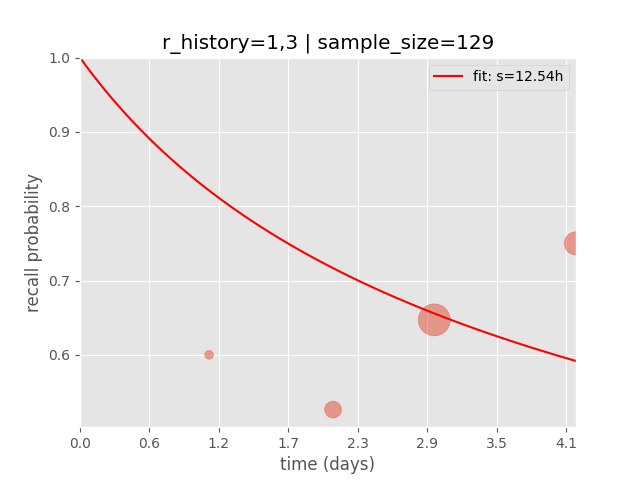 r_history=1,3 | sample_size=129
fit: s=12.54h
1.0
0.9
0.8
0.7
0.6
recall probability
0.0 0.6 1.2 1.7 2.3 2.9 3.5 4.1
time (days)